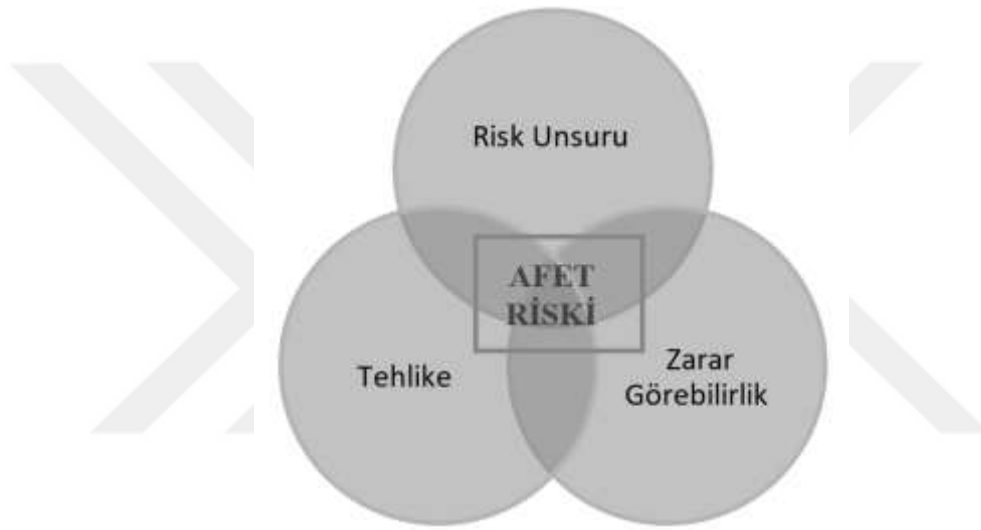 Risk Unsuru
AFET
RİSKİ
Tehlike
Zarar
Görebilirlik